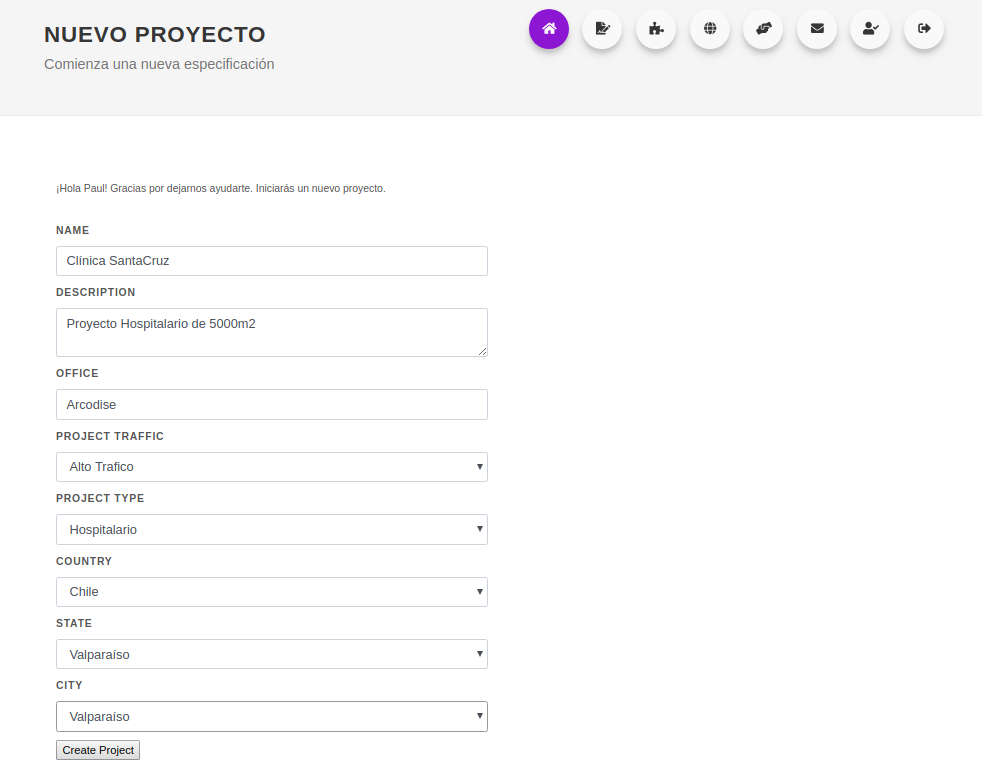 NUEVO PROYECTO
Comienza una nueva especificación
¡Hola Paul! Gracias por dejarnos ayudarte. Iniciarás un nuevo proyecto.
NAME
Clínica SantaCruz
DESCRIPTION
Proyecto Hospitalario de 5000m2
OFFICE
Arcodise
PROJECT TRAFFIC
Alto Trafico
PROJECT TYPE
Hospitalario
COUNTRY
Chile
STATE
Valparaíso
CITY
Valparaíso
Create Project